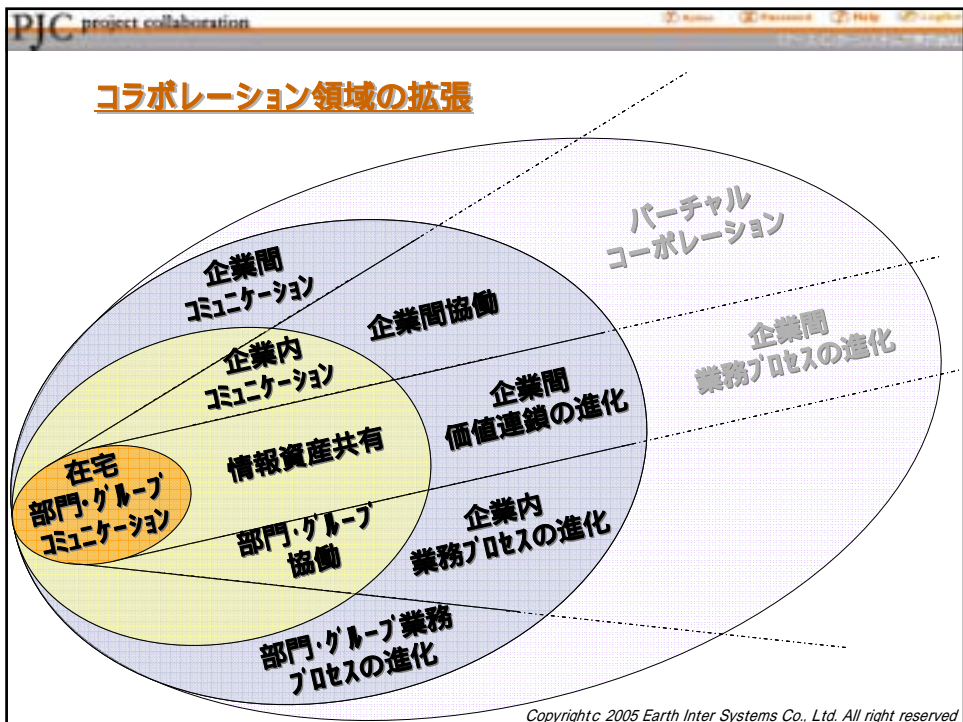 PJC project collaboration
Password
Help
コラボレーション領域の拡張
バーチャル
コーポレーション
企業間
コミュニケーション
企業間協働
企業間
業務プロセスの進化
企業内
コミュニケーション
企業間
価値連鎖の進化
情報資産共有
在宅
部門・グループ
コミュニケーション
部門・グループ
協働
企業内
業務プロセスの進化
部門・グループ業務
プロセスの進化
Copyrightc 2005 Earth Inter Systems Co., Ltd. All right reserved